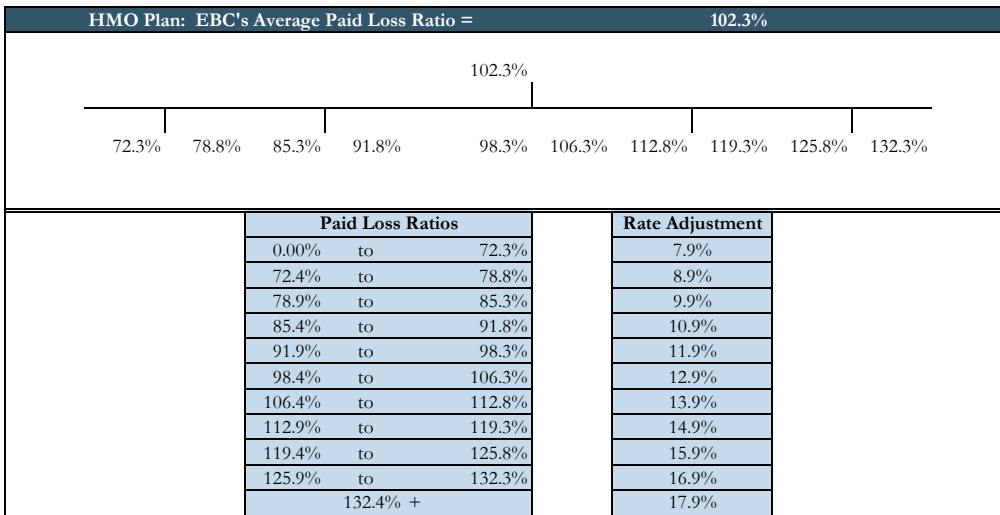 HMO Plan: EBC's Average Paid Loss Ratio = 102.3%
102.3%
72.3% 78.8% 85.3% 91.8% 98.3% 106.3% 112.8% 119.3% 125.8% 132.3%
Paid Loss Ratios Rate Adjustment
0.00% to 72.3% 7.9%
72.4% to 78.8% 8.9%
78.9% to 85.3% 9.9%
85.4% to 91.8% 10.9%
91.9% to 98.3% 11.9%
98.4% to 106.3% 12.9%
106.4% to 112.8% 13.9%
112.9% to 119.3% 14.9%
119.4% to 125.8% 15.9%
125.9% to 132.3% 16.9%
132.4% + 17.9%